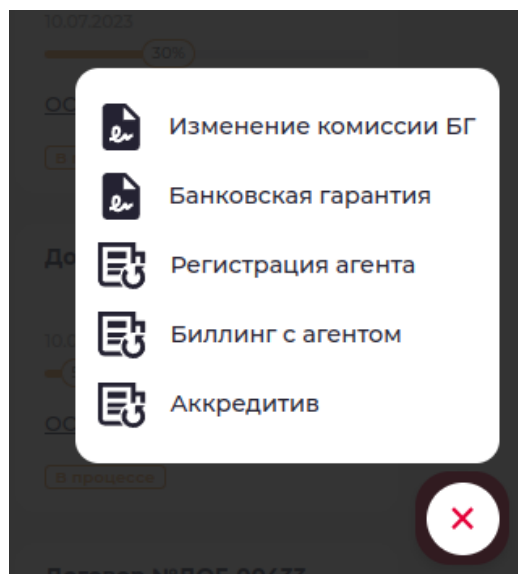 10.07.2023
30%
Изменение комиссии БГ
Банковская гарантия
Регистрация агента
Биллинг с агентом
Аккредитив
В процессе